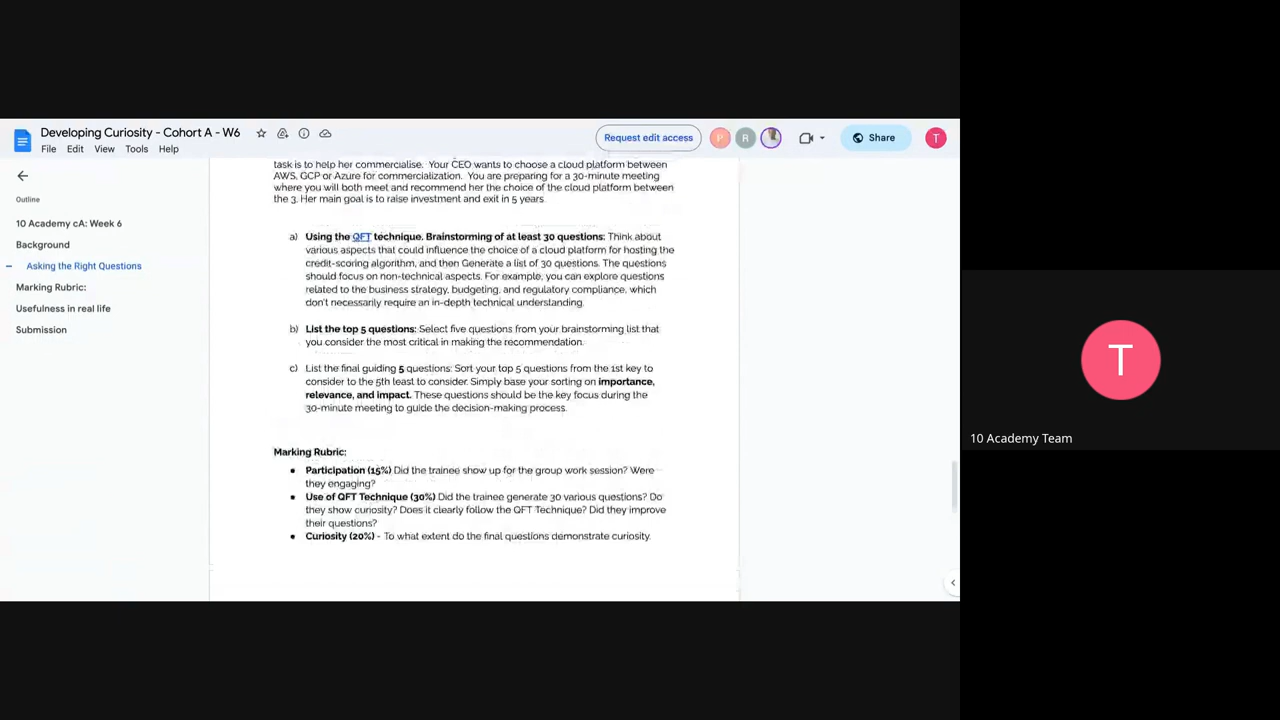 Developing Curiosity - Cohort A - W6
File Edit View Tools Help
Request edit access
P
R
Share
T
Outline
10 Academy cA: Week 6
Background
Asking the Right Questions
Marking Rubric:
Usefulness in real life
Submission
task is to help her commercialise. Your CEO wants to choose a cloud platform between
AWS, GCP or Azure for commercialization. You are preparing for a 30-minute meeting
where you will both meet and recommend her the choice of the cloud platform between
the 3. Her main goal is to raise investment and exit in 5 years.
a) Using the QFT technique. Brainstorming of at least 30 questions: Think about
various aspects that could influence the choice of a cloud platform for hosting the
credit-scoring algorithm, and then Generate a list of 30 questions. The questions
should focus on non-technical aspects. For example, you can explore questions
related to the business strategy, budgeting, and regulatory compliance, which
don't necessarily require an in-depth technical understanding.
b) List the top 5 questions: Select five questions from your brainstorming list that
you consider the most critical in making the recommendation.
c) List the final guiding 5 questions: Sort your top 5 questions from the 1st key to
consider to the 5th least to consider. Simply base your sorting on importance,
relevance, and impact. These questions should be the key focus during the
30-minute meeting to guide the decision-making process.
Marking Rubric:
• Participation (15%) Did the trainee show up for the group work session? Were
they engaging?
• Use of QFT Technique (30%) Did the trainee generate 30 various questions? Do
they show curiosity? Does it clearly follow the QFT Technique? Did they improve
their questions?
• Curiosity (20%) - To what extent do the final questions demonstrate curiosity.
T
10 Academy Team